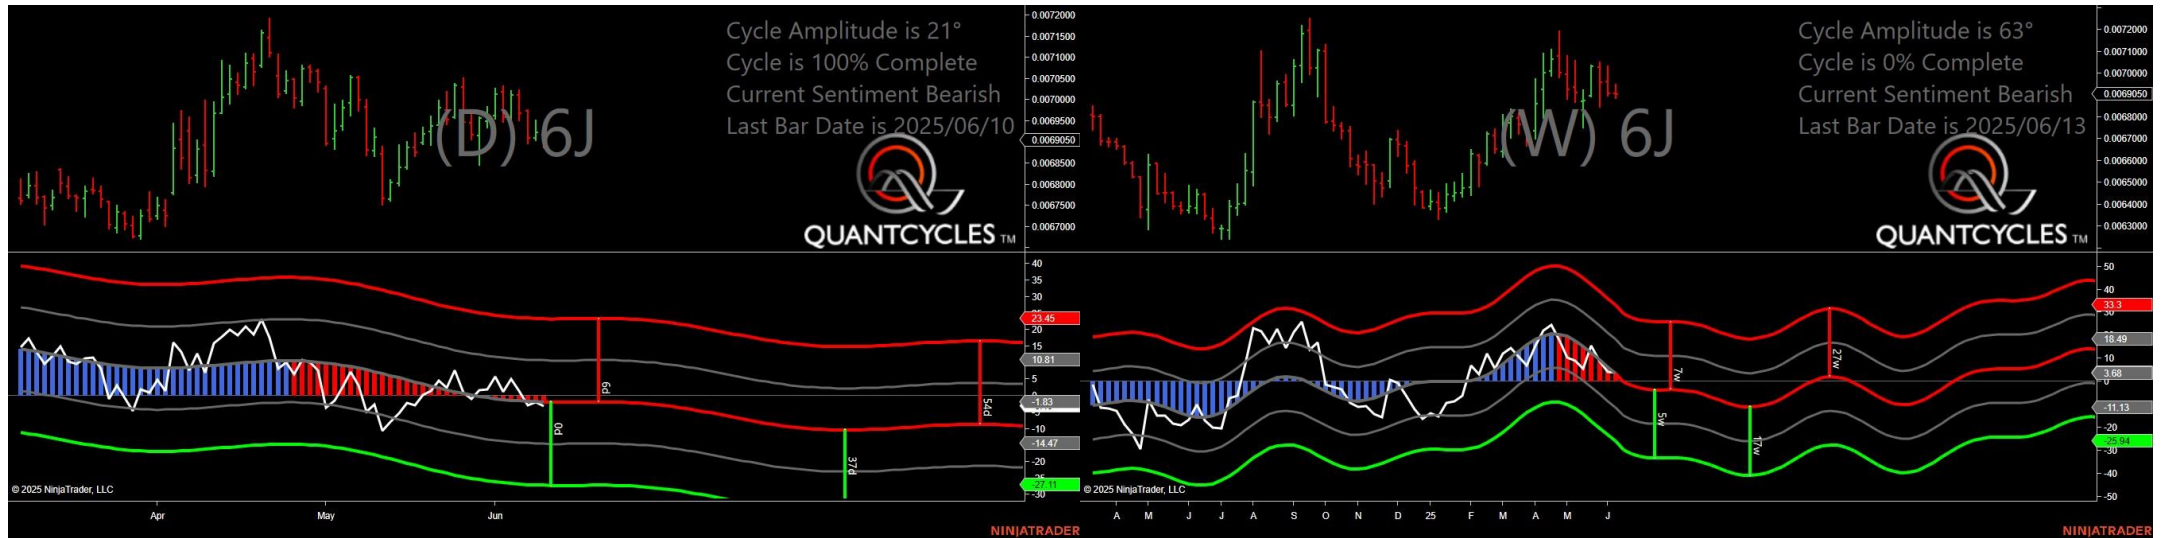 Cycle Amplitude is 21°
Cycle is 100% Complete
Current Sentiment Bearish
Last Bar Date is 2025/06/10
(D) 6J
QUANTCYCLES TM
0.0072000
0.0071500
0.0071000
0.0070500
0.0070000
0.0069500
0.0069050
0.0068500
0.0068000
0.0067500
0.0067000
40
35
30
25
23.45
20
15
10.81
5
-1.83
-10
-14.47
-20
-27.11
-30
6d
0d
37d
54d
© 2025 NinjaTrader, LLC
Apr May Jun
NINJATRADER
Cycle Amplitude is 63°
Cycle is 0% Complete
Current Sentiment Bearish
Last Bar Date is 2025/06/13
(W) 6J
QUANTCYCLES TM
0.0072000
0.0071000
0.0070000
0.0069050
0.0068000
0.0067000
0.0066000
0.0065000
0.0064000
0.0063000
50
40
33.3
30
18.49
10
3.68
0
-11.13
-20
-25.94
-30
-40
-50
7w
5w
17w
27w
© 2025 NinjaTrader, LLC
A M J J A S O N D 25 F M A M J
NINJATRADER